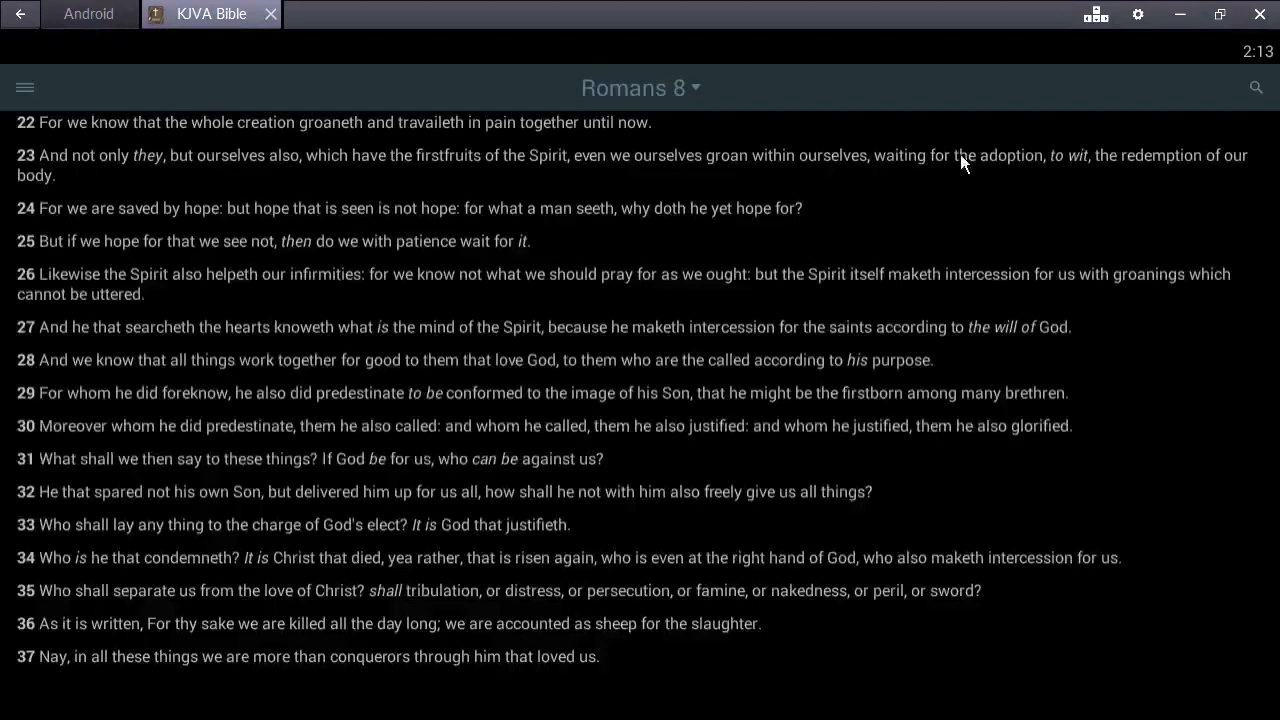 Android
KJVA Bible
2:13
Romans 8
22 For we know that the whole creation groaneth and travaileth in pain together until now.
23 And not only they, but ourselves also, which have the firstfruits of the Spirit, even we ourselves groan within ourselves, waiting for the adoption, to wit, the redemption of our
body.
24 For we are saved by hope: but hope that is seen is not hope: for what a man seeth, why doth he yet hope for?
25 But if we hope for that we see not, then do we with patience wait for it.
26 Likewise the Spirit also helpeth our infirmities: for we know not what we should pray for as we ought: but the Spirit itself maketh intercession for us with groanings which
cannot be uttered.
27 And he that searcheth the hearts knoweth what is the mind of the Spirit, because he maketh intercession for the saints according to the will of God.
28 And we know that all things work together for good to them that love God, to them who are the called according to his purpose.
29 For whom he did foreknow, he also did predestinate to be conformed to the image of his Son, that he might be the firstborn among many brethren.
30 Moreover whom he did predestinate, them he also called: and whom he called, them he also justified: and whom he justified, them he also glorified.
31 What shall we then say to these things? If God be for us, who can be against us?
32 He that spared not his own Son, but delivered him up for us all, how shall he not with him also freely give us all things?
33 Who shall lay any thing to the charge of God's elect? It is God that justifieth.
34 Who is he that condemneth? It is Christ that died, yea rather, that is risen again, who is even at the right hand of God, who also maketh intercession for us.
35 Who shall separate us from the love of Christ? shall tribulation, or distress, or persecution, or famine, or nakedness, or peril, or sword?
36 As it is written, For thy sake we are killed all the day long; we are accounted as sheep for the slaughter.
37 Nay, in all these things we are more than conquerors through him that loved us.